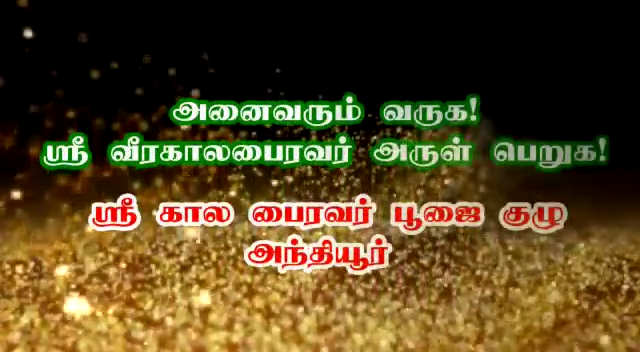 அனைவரும் வருக!
ஸ்ரீ வீரகாலபைரவர் அருள் பெறுக!
ஸ்ரீ கால பைரவர் பூஜை குழு
அந்தியூர்